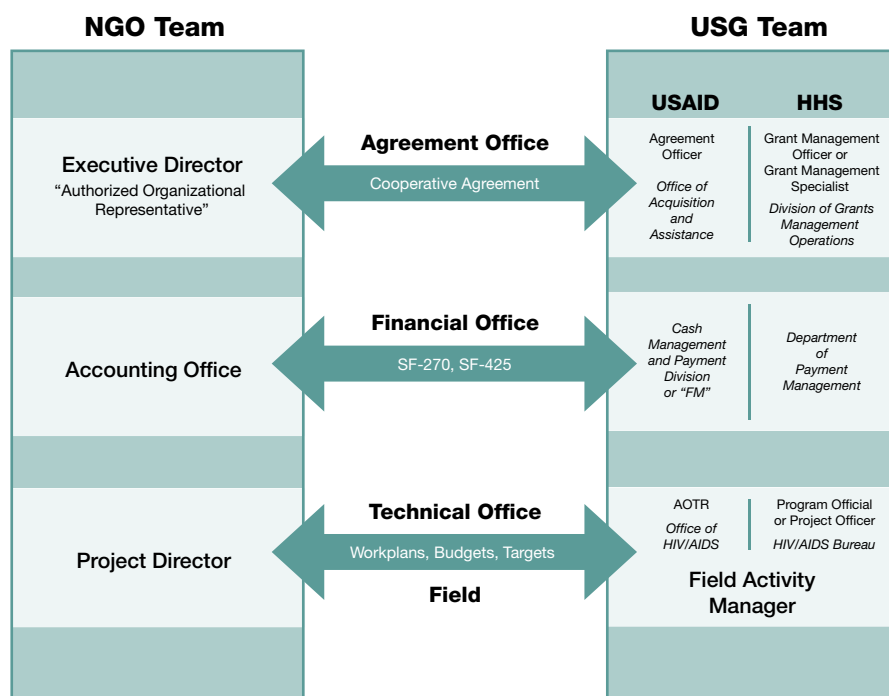 NGO Team
USG Team
USAID
HHS
Executive Director
“Authorized Organizational
Representative”
Agreement Office
Cooperative Agreement
Agreement
Officer
Office of
Acquisition
and
Assistance
Grant Management
Officer or
Grant Management
Specialist
Division of Grants
Management
Operations
Accounting Office
Financial Office
SF-270, SF-425
Cash
Management
and Payment
Division
or “FM”
Department
of
Payment
Management
Project Director
Technical Office
Workplans, Budgets, Targets
Field
AOTR
Office of
HIV/AIDS
Program Official
or Project Officer
HIV/AIDS Bureau
Field Activity
Manager